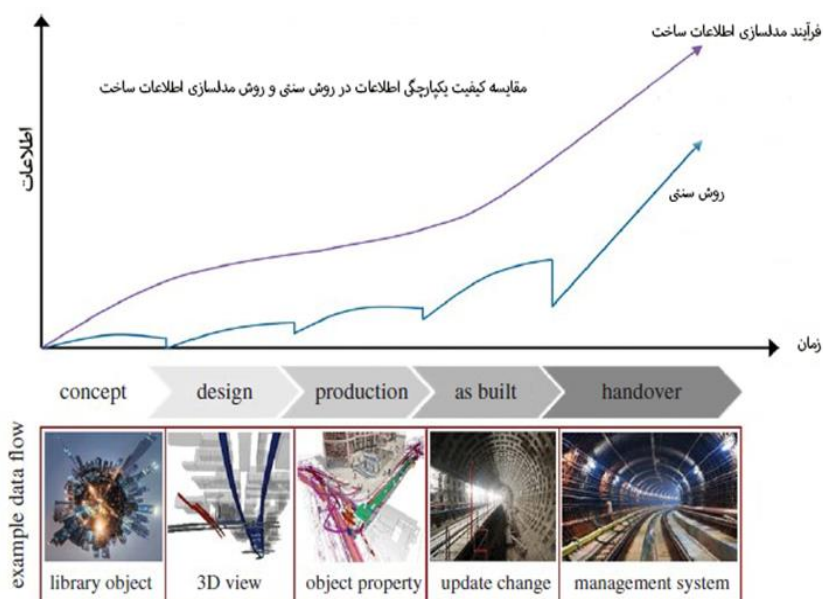 فرآیند مدلسازی اطلاعات ساخت
مقایسه کیفیت یکپارچگی اطلاعات در روش سنتی و روش مدلسازی اطلاعات ساخت
اطلاعات
روش سنتی
زمان
concept
design
production
as built
handover
example data flow
library object
3D view
object property
update change
management system